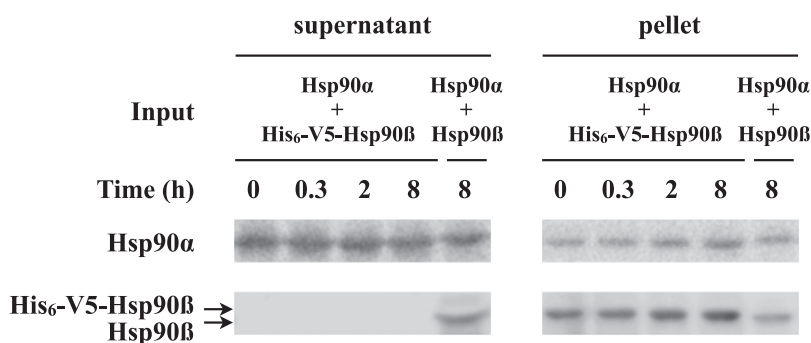 supernatant pellet
Hsp90α Hsp90α Hsp90α Hsp90α
Input + + + +
His₆-V5-Hsp90ß Hsp90ß His₆-V5-Hsp90ß Hsp90ß
Time (h) 0 0.3 2 8 8 0 0.3 2 8 8
Hsp90α
His₆-V5-Hsp90ß
Hsp90ß